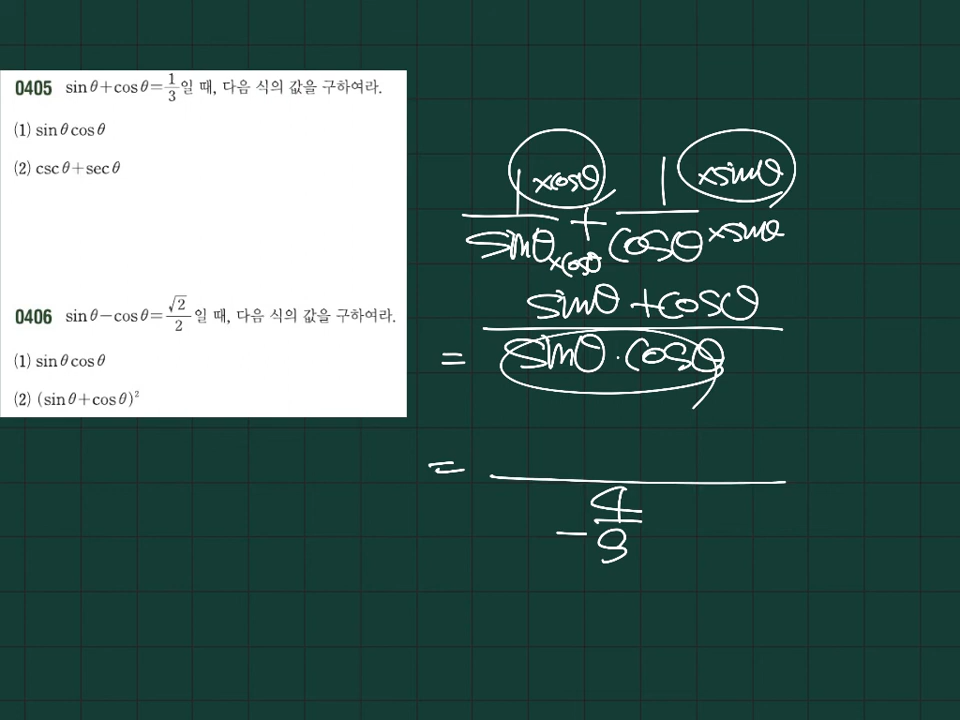 0405 sinθ+cosθ=1/3일 때, 다음 식의 값을 구하여라.
(1) sinθcosθ
(2) cscθ+secθ
0406 sinθ−cosθ=√2/2일 때, 다음 식의 값을 구하여라.
(1) sinθcosθ
(2) (sinθ+cosθ)²
1 ×cosθ 1 ×sinθ
+
sinθ ×cosθ cosθ ×sinθ
sinθ + cosθ
=
sinθ · cosθ
=
− 4/9